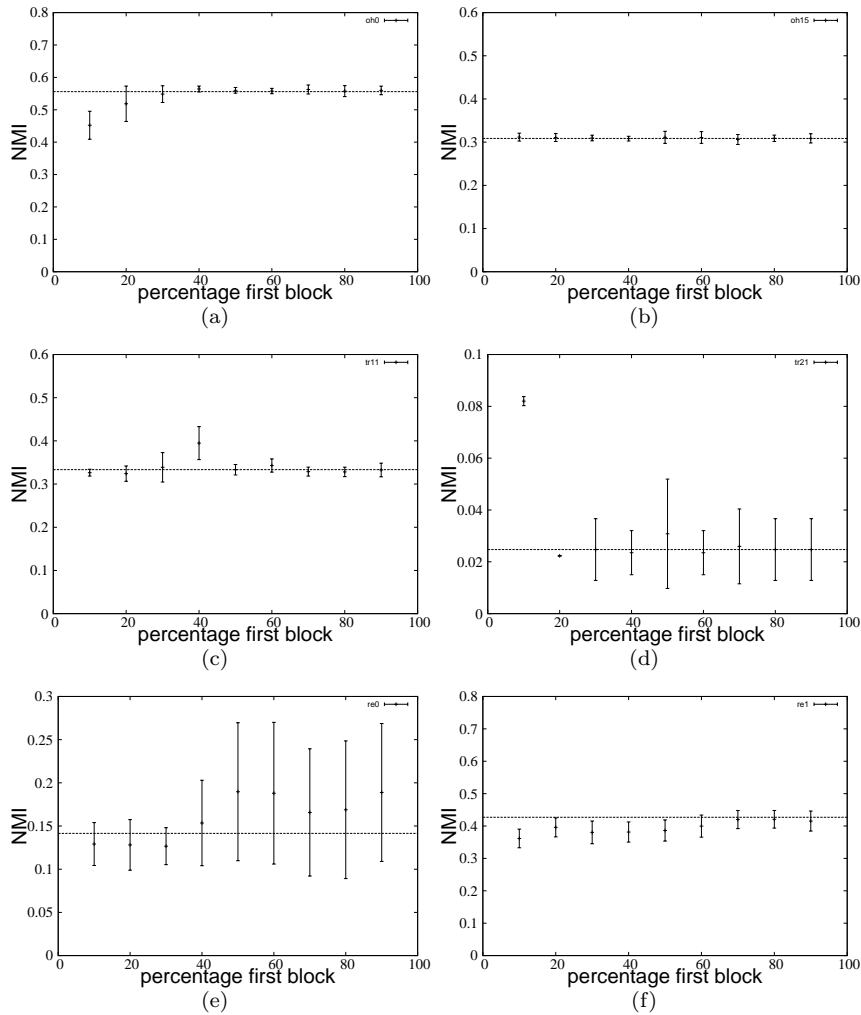 0.8
oh0
0.7
0.6
0.5
NMI
0.4
0.3
0.2
0.1
0
0 20 40 60 80 100
percentage first block
(a)
0.6
oh15
0.5
0.4
NMI
0.3
0.2
0.1
0
0 20 40 60 80 100
percentage first block
(b)
0.6
tr11
0.5
0.4
NMI
0.3
0.2
0.1
0
0 20 40 60 80 100
percentage first block
(c)
0.1
tr21
0.08
0.06
NMI
0.04
0.02
0
0 20 40 60 80 100
percentage first block
(d)
0.3
re0
0.25
0.2
NMI
0.15
0.1
0.05
0
0 20 40 60 80 100
percentage first block
(e)
0.8
re1
0.7
0.6
0.5
NMI
0.4
0.3
0.2
0.1
0
0 20 40 60 80 100
percentage first block
(f)